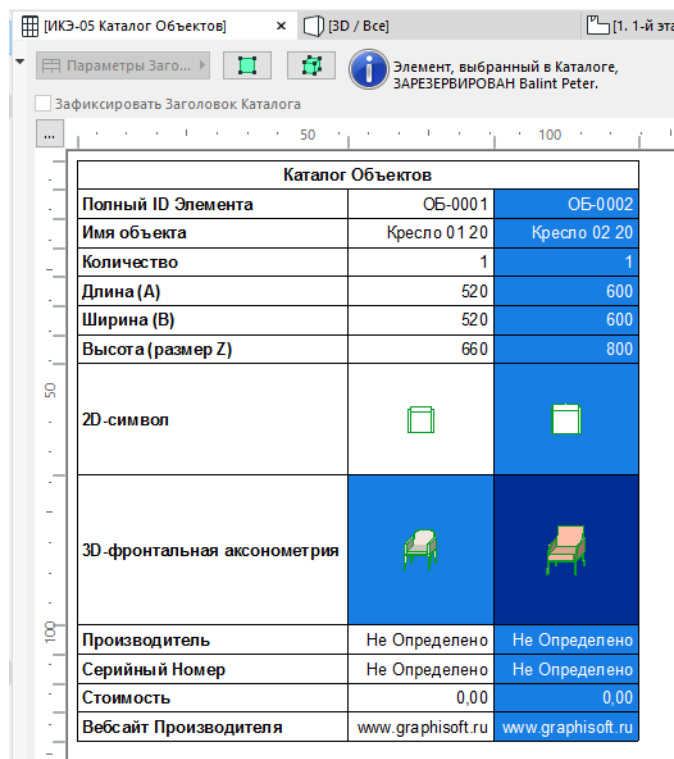 [ИКЭ-05 Каталог Объектов] × [3D / Все] [1. 1-й эта
Параметры Заго...
Элемент, выбранный в Каталоге,
ЗАРЕЗЕРВИРОВАН Balint Peter.
Зафиксировать Заголовок Каталога
... 50 100
Каталог Объектов
Полный ID Элемента ОБ-0001 ОБ-0002
Имя объекта Кресло 01 20 Кресло 02 20
Количество 1 1
Длина (A) 520 600
Ширина (B) 520 600
Высота (размер Z) 660 800
50
2D-символ
3D-фронтальная аксонометрия
100
Производитель Не Определено Не Определено
Серийный Номер Не Определено Не Определено
Стоимость 0,00 0,00
Вебсайт Производителя www.graphisoft.ru www.graphisoft.ru